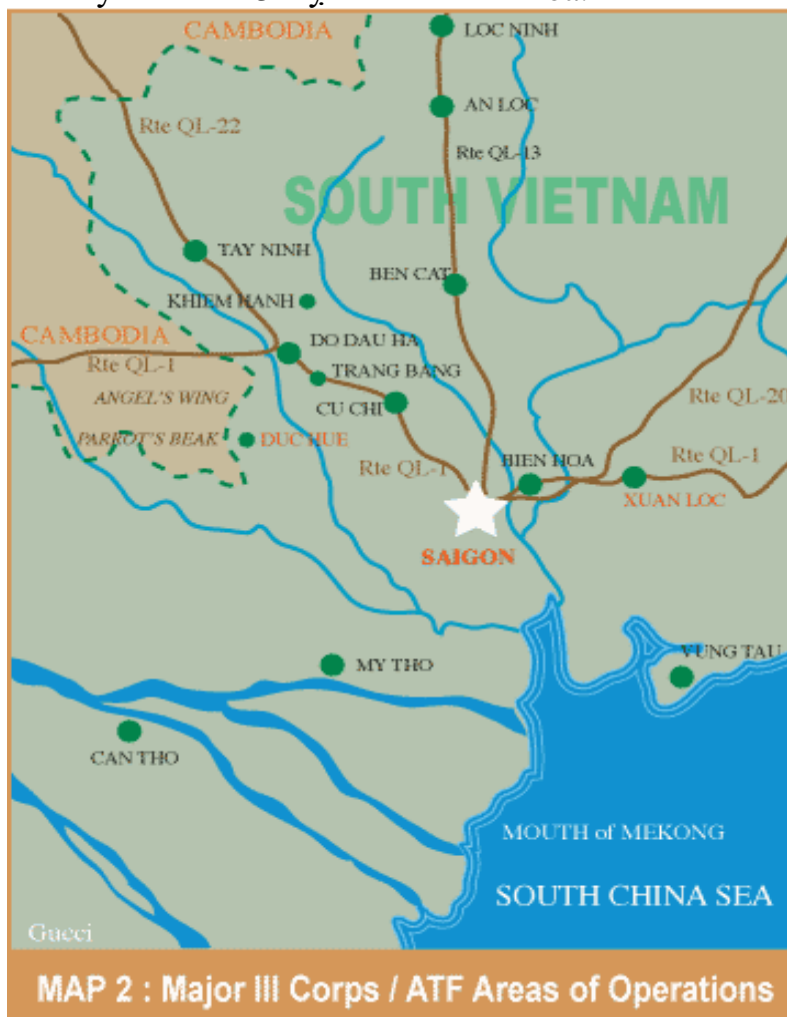 CAMBODIA
LOC NINH
AN LOC
Rte QL-22
Rte QL-13
SOUTH VIETNAM
TAY NINH
BEN CAT
KHIEM HANH
CAMBODIA
DO DAU HA
Rte QL-1
TRANG BANG
ANGEL'S WING
CU CHI
Rte QL-20
PARROT'S BEAK
DUC HUE
Rte QL-1
BIEN HOA
Rte QL-1
XUAN LOC
SAIGON
VUNG TAU
MY THO
CAN THO
MOUTH of MEKONG
SOUTH CHINA SEA
Gucci
MAP 2 : Major III Corps / ATF Areas of Operations